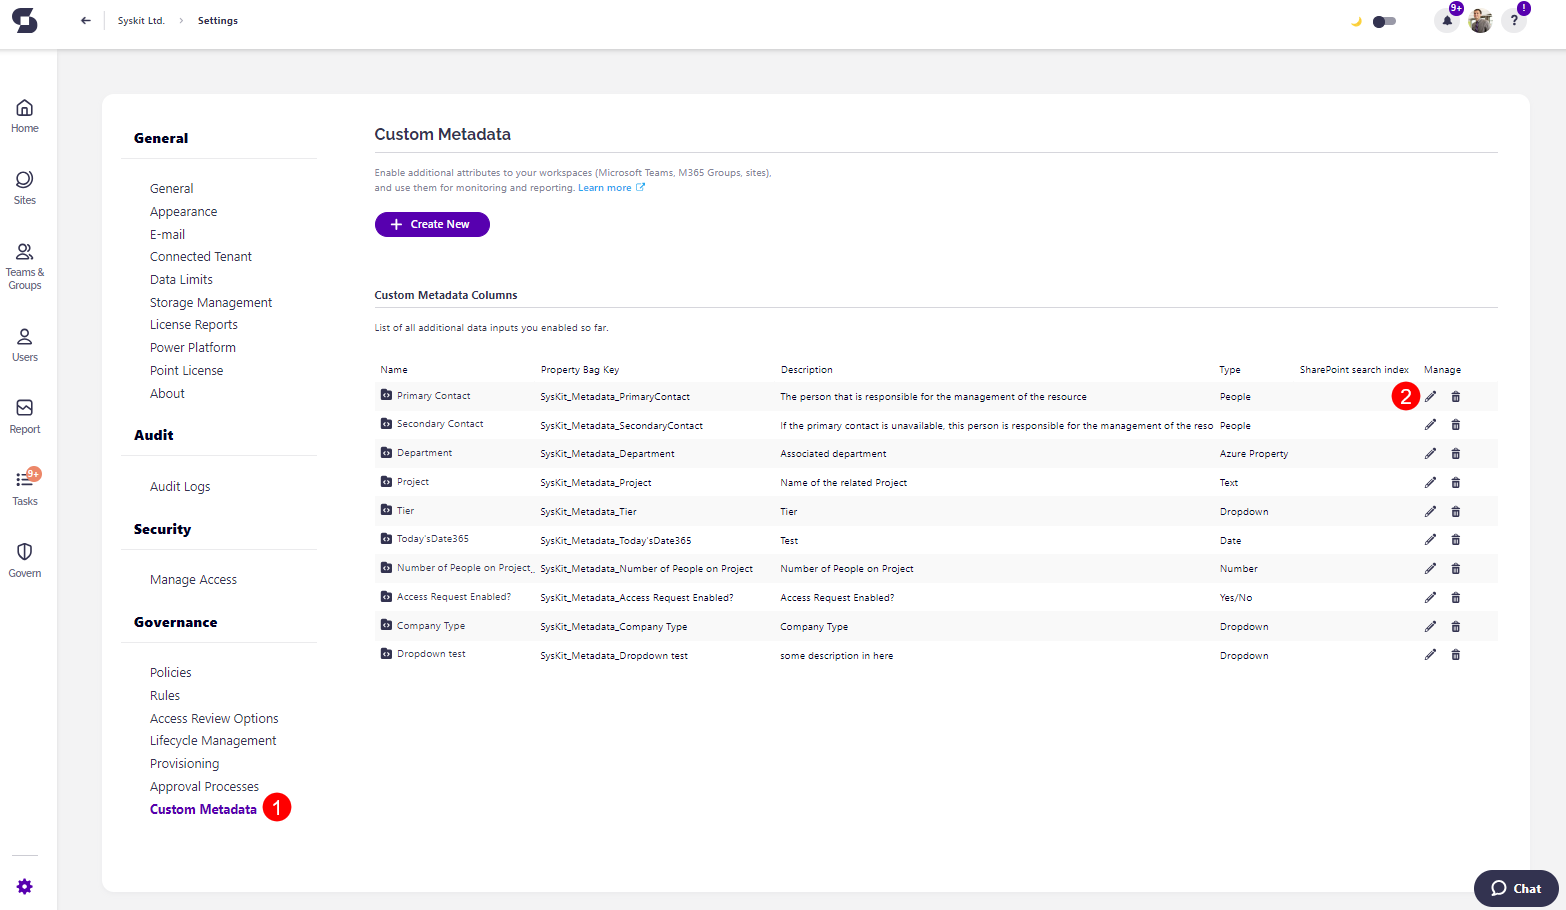 Syskit Ltd. > Settings
9+
!
?
Home
Sites
Teams &
Groups
Users
Report
9+
Tasks
Govern
General
General
Appearance
E-mail
Connected Tenant
Data Limits
Storage Management
License Reports
Power Platform
Point License
About
Audit
Audit Logs
Security
Manage Access
Governance
Policies
Rules
Access Review Options
Lifecycle Management
Provisioning
Approval Processes
Custom Metadata 1
Custom Metadata
Enable additional attributes to your workspaces (Microsoft Teams, M365 Groups, sites),
and use them for monitoring and reporting. Learn more
+ Create New
Custom Metadata Columns
List of all additional data inputs you enabled so far.
Name Property Bag Key Description Type SharePoint search index Manage
Primary Contact SysKit_Metadata_PrimaryContact The person that is responsible for the management of the resource People 2
Secondary Contact SysKit_Metadata_SecondaryContact If the primary contact is unavailable, this person is responsible for the management of the reso People
Department SysKit_Metadata_Department Associated department Azure Property
Project SysKit_Metadata_Project Name of the related Project Text
Tier SysKit_Metadata_Tier Tier Dropdown
Today'sDate365 SysKit_Metadata_Today'sDate365 Test Date
Number of People on Project_ SysKit_Metadata_Number of People on Project Number of People on Project Number
Access Request Enabled? SysKit_Metadata_Access Request Enabled? Access Request Enabled? Yes/No
Company Type SysKit_Metadata_Company Type Company Type Dropdown
Dropdown test SysKit_Metadata_Dropdown test some description in here Dropdown
Chat